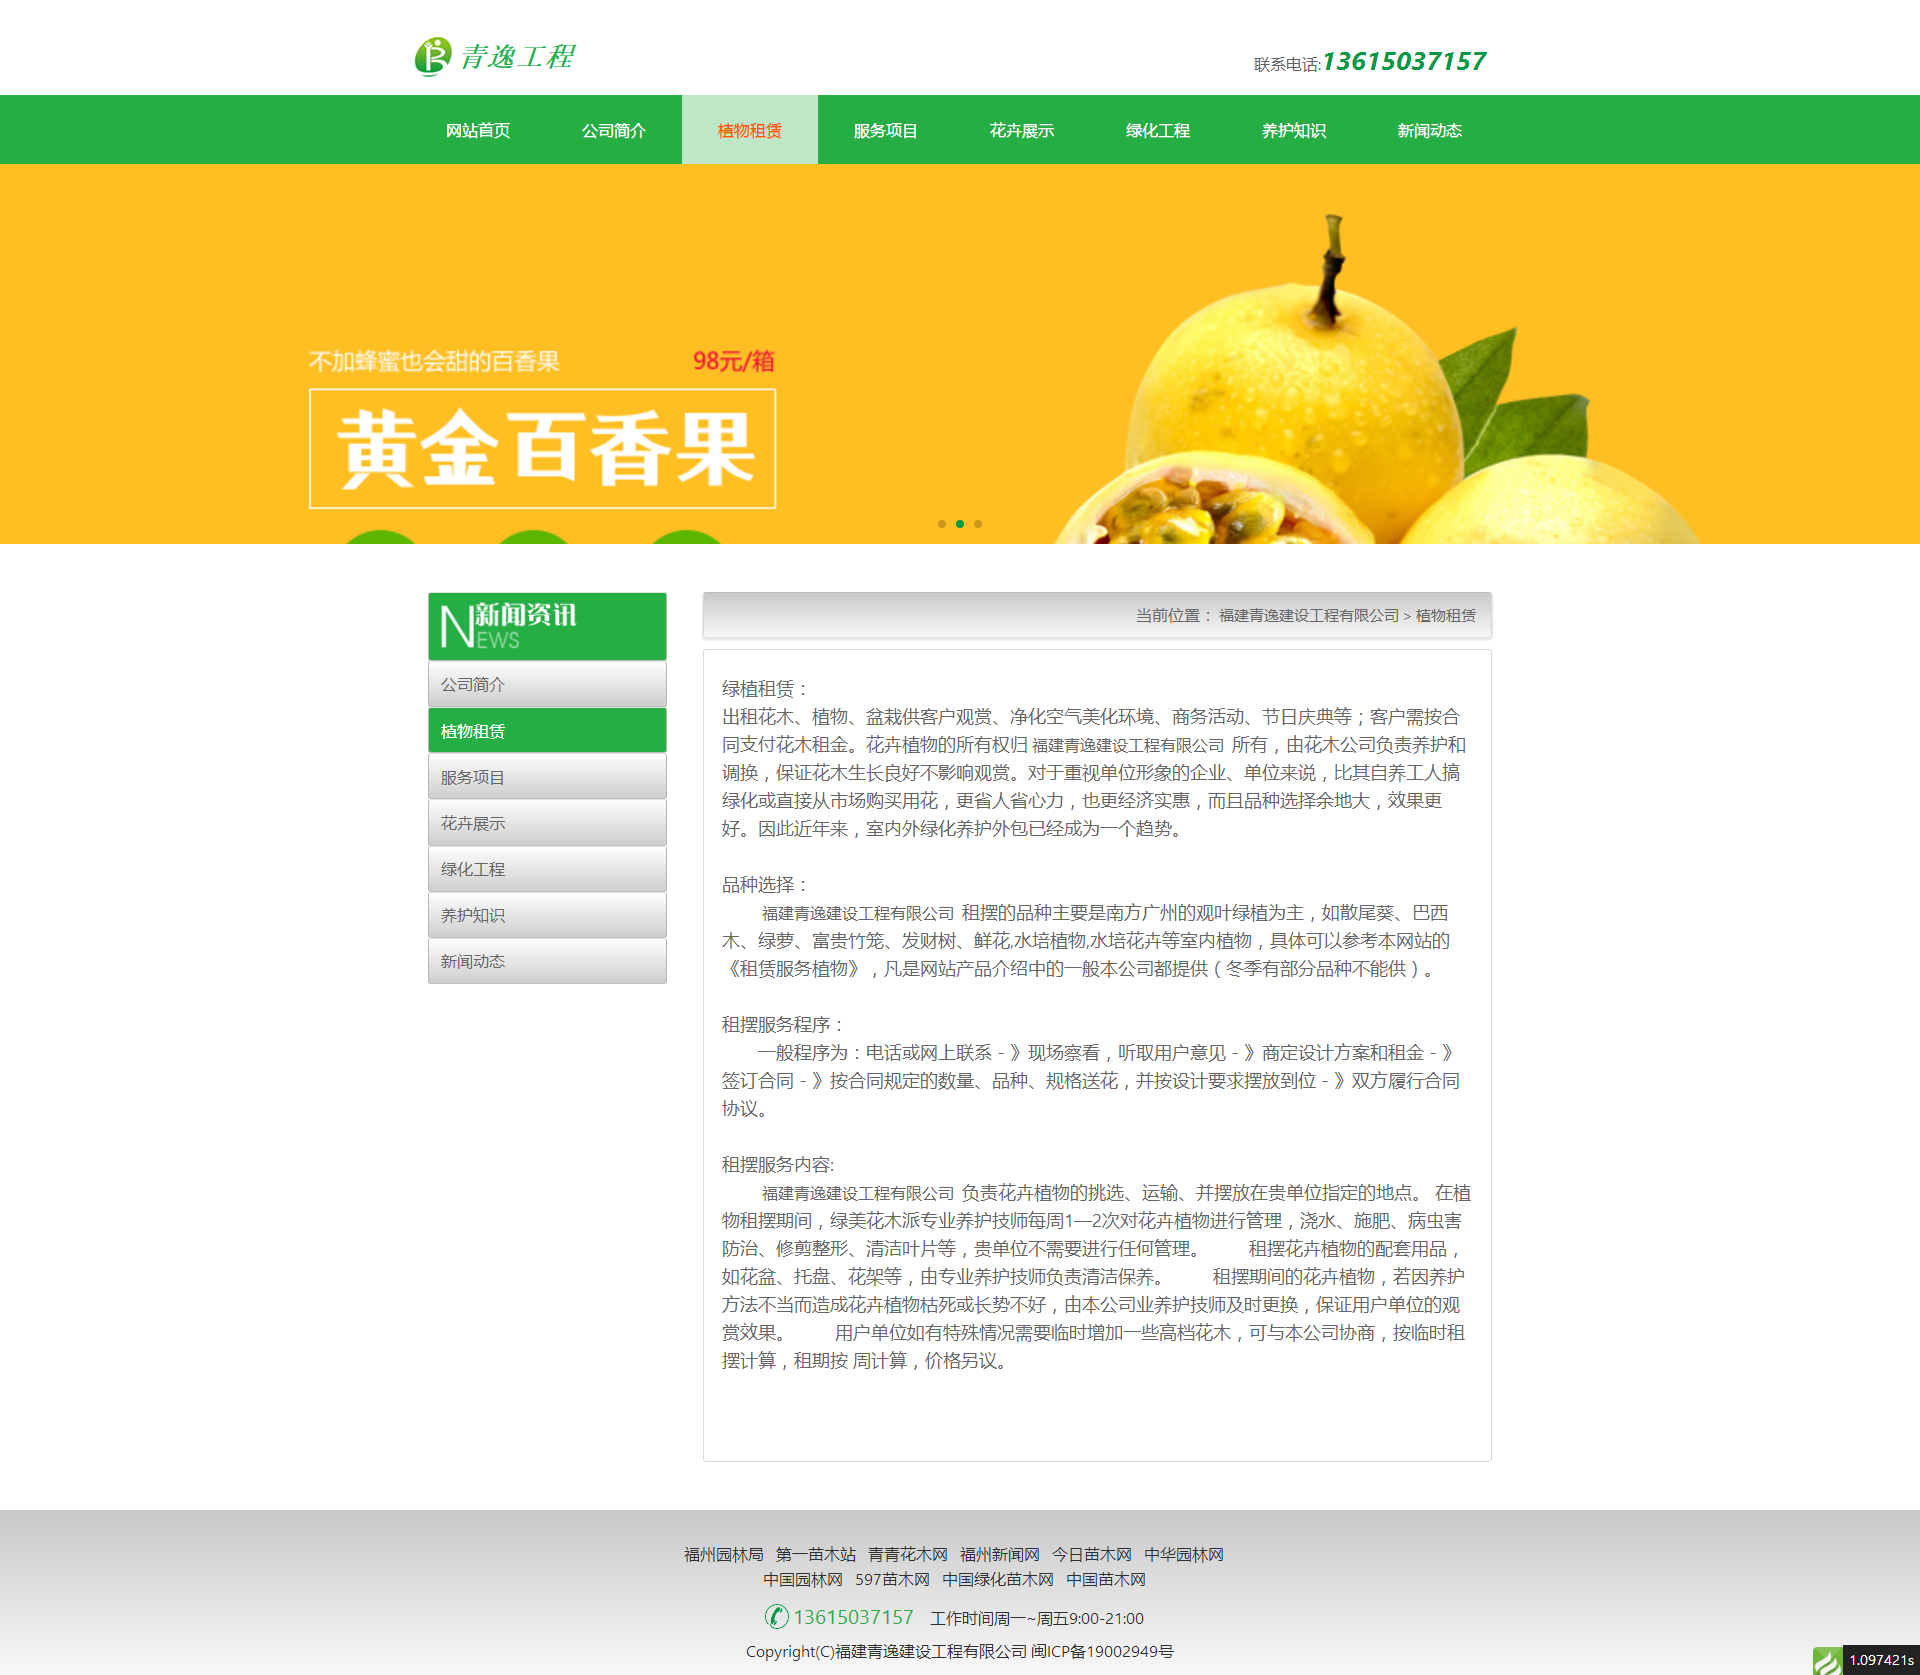 青逸工程
联系电话:13615037157
网站首页 公司简介 植物租赁 服务项目 花卉展示 绿化工程 养护知识 新闻动态
不加蜂蜜也会甜的百香果 98元/箱
黄金百香果
新闻资讯
NEWS
公司简介
植物租赁
服务项目
花卉展示
绿化工程
养护知识
新闻动态
当前位置： 福建青逸建设工程有限公司 > 植物租赁
绿植租赁：
出租花木、植物、盆栽供客户观赏、净化空气美化环境、商务活动、节日庆典等；客户需按合
同支付花木租金。花卉植物的所有权归 福建青逸建设工程有限公司 所有，由花木公司负责养护和
调换，保证花木生长良好不影响观赏。对于重视单位形象的企业、单位来说，比其自养工人搞
绿化或直接从市场购买用花，更省人省心力，也更经济实惠，而且品种选择余地大，效果更
好。因此近年来，室内外绿化养护外包已经成为一个趋势。
品种选择：
福建青逸建设工程有限公司 租摆的品种主要是南方广州的观叶绿植为主，如散尾葵、巴西
木、绿萝、富贵竹笼、发财树、鲜花,水培植物,水培花卉等室内植物，具体可以参考本网站的
《租赁服务植物》，凡是网站产品介绍中的一般本公司都提供（冬季有部分品种不能供）。
租摆服务程序：
一般程序为：电话或网上联系－》现场察看，听取用户意见－》商定设计方案和租金－》
签订合同－》按合同规定的数量、品种、规格送花，并按设计要求摆放到位－》双方履行合同
协议。
租摆服务内容:
福建青逸建设工程有限公司 负责花卉植物的挑选、运输、并摆放在贵单位指定的地点。 在植
物租摆期间，绿美花木派专业养护技师每周1—2次对花卉植物进行管理，浇水、施肥、病虫害
防治、修剪整形、清洁叶片等，贵单位不需要进行任何管理。 租摆花卉植物的配套用品，
如花盆、托盘、花架等，由专业养护技师负责清洁保养。 租摆期间的花卉植物，若因养护
方法不当而造成花卉植物枯死或长势不好，由本公司业养护技师及时更换，保证用户单位的观
赏效果。 用户单位如有特殊情况需要临时增加一些高档花木，可与本公司协商，按临时租
摆计算，租期按 周计算，价格另议。
福州园林局 第一苗木站 青青花木网 福州新闻网 今日苗木网 中华园林网
中国园林网 597苗木网 中国绿化苗木网 中国苗木网
13615037157 工作时间周一~周五9:00-21:00
Copyright(C)福建青逸建设工程有限公司 闽ICP备19002949号
1.097421s